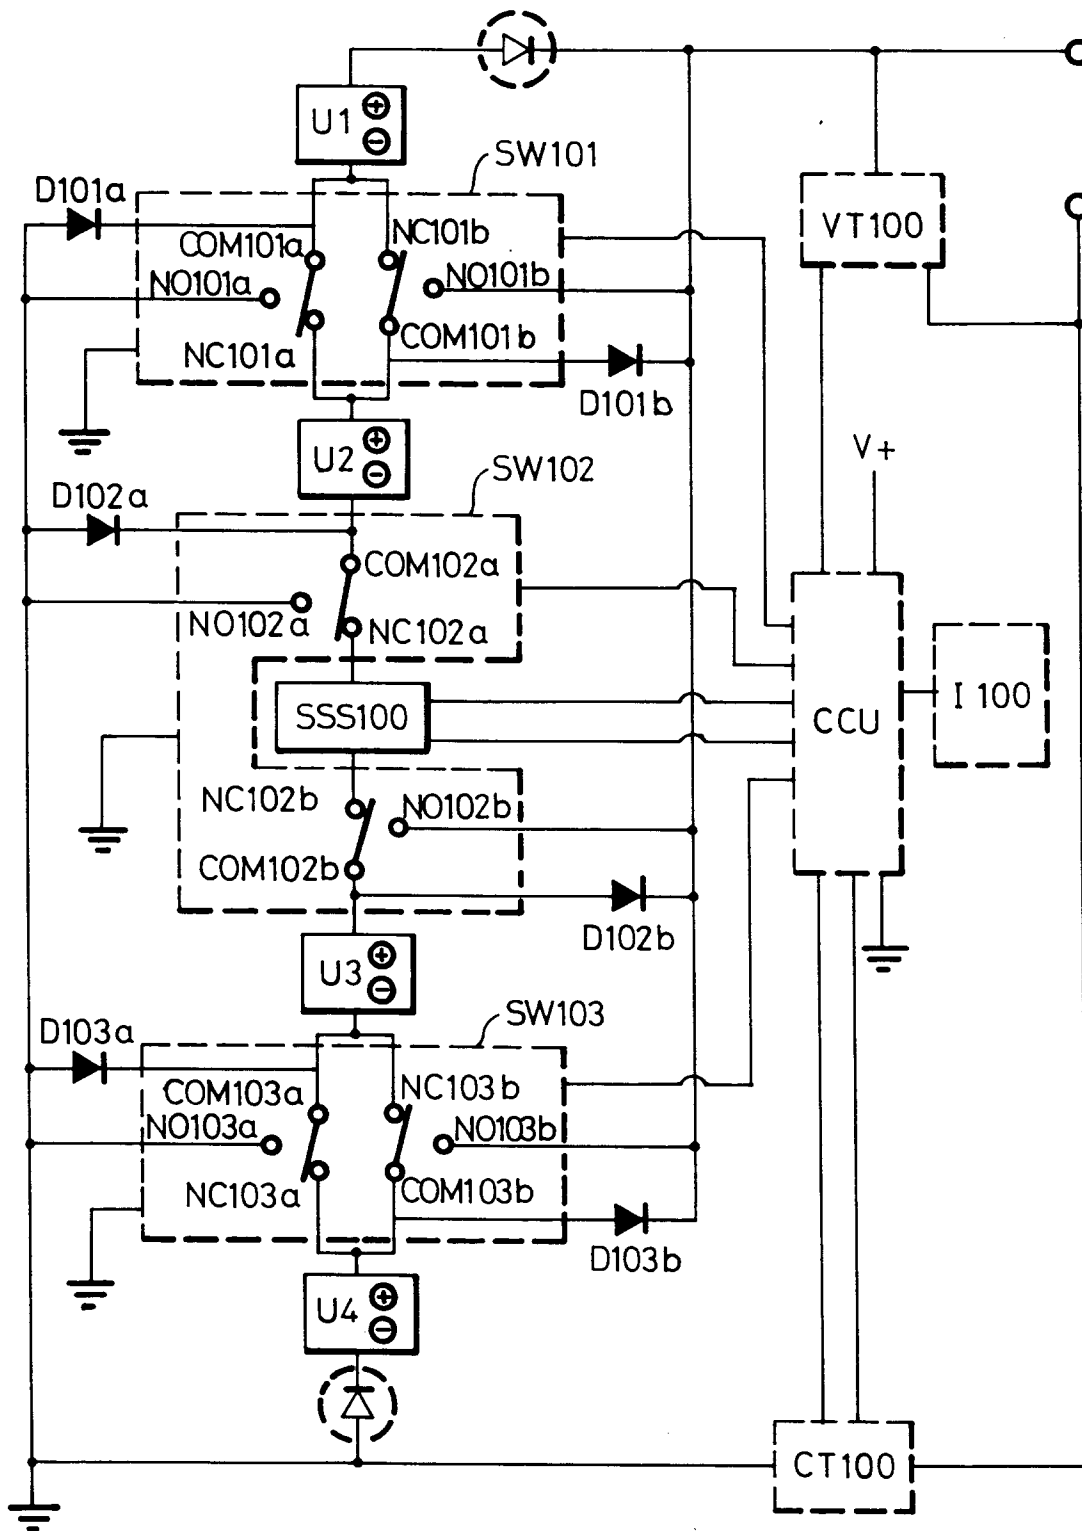 U1
SW101
D101a
VT100
COM101a
NC101b
NO101a
NO101b
NC101a
COM101b
D101b
U2
V+
SW102
D102a
COM102a
NO102a
NC102a
SSS100
CCU
I 100
NC102b
NO102b
COM102b
D102b
U3
SW103
D103a
COM103a
NC103b
NO103a
NO103b
NC103a
COM103b
D103b
U4
CT100